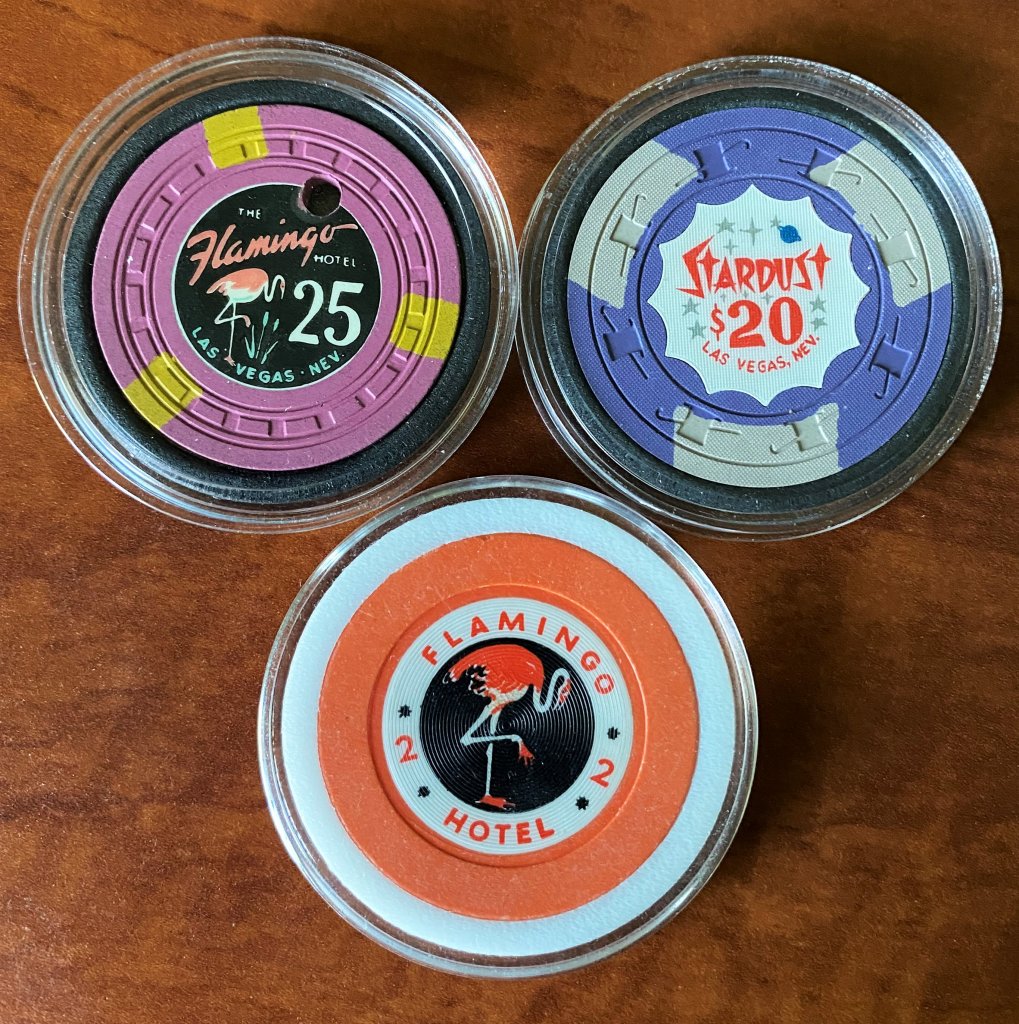 THE
Flamingo
HOTEL
25
LAS VEGAS · NEV.
STARDUST
$20
LAS VEGAS, NEV.
FLAMINGO
2 2
HOTEL